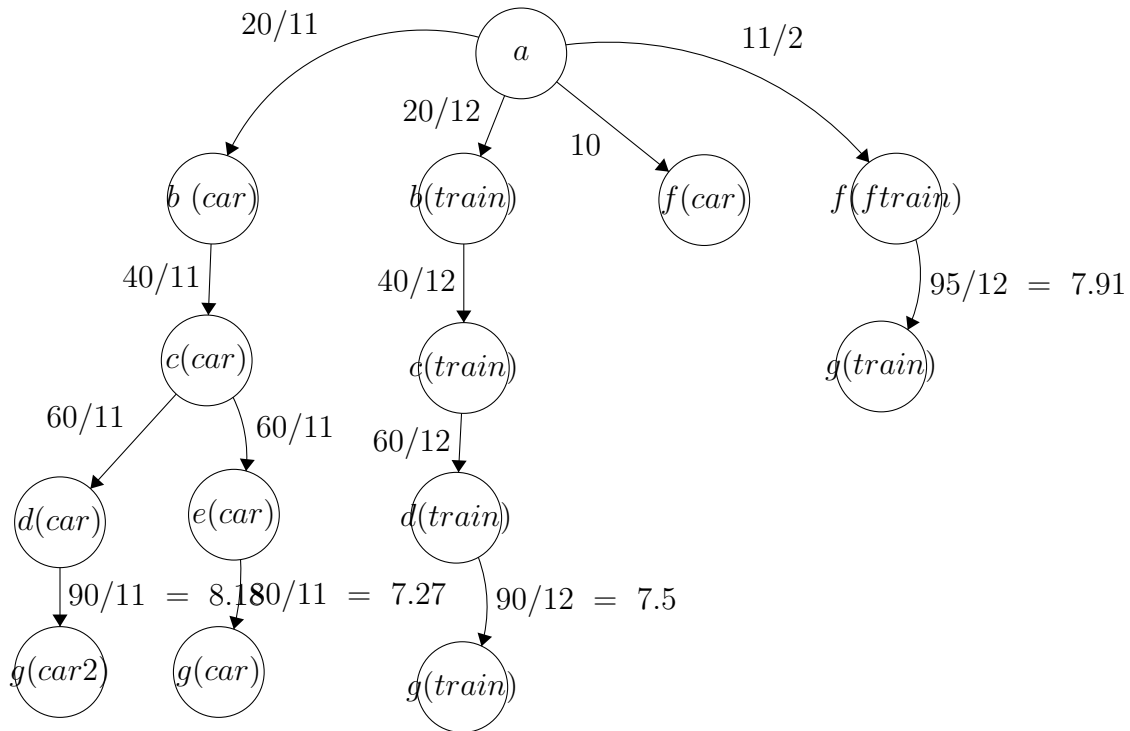 a
20/11
20/12
10
11/2
b (car)
b(train)
f(car)
f(ftrain)
40/11
40/12
95/12 = 7.91
c(car)
c(train)
g(train)
60/11
60/11
60/12
d(car)
e(car)
d(train)
90/11 = 8.18
80/11 = 7.27
90/12 = 7.5
g(car2)
g(car)
g(train)